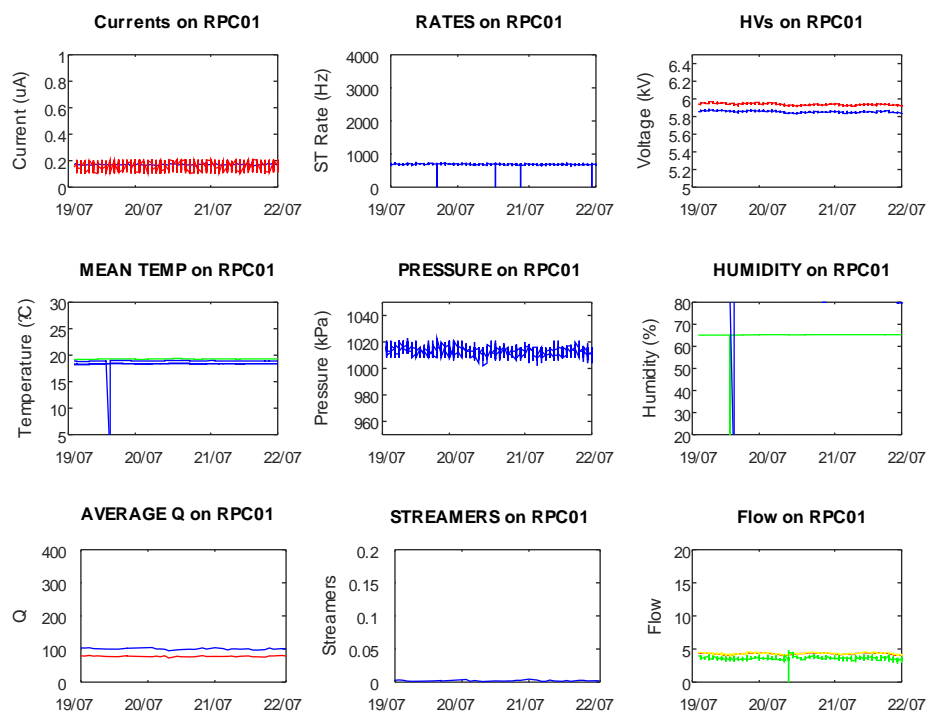 Currents on RPC01
RATES on RPC01
HVs on RPC01
Current (uA)
1
0.8
0.6
0.4
0.2
0
19/07 20/07 21/07 22/07
ST Rate (Hz)
4000
3000
2000
1000
0
19/07 20/07 21/07 22/07
Voltage (kV)
6.4
6.2
6
5.8
5.6
5.4
5.2
5
19/07 20/07 21/07 22/07
MEAN TEMP on RPC01
PRESSURE on RPC01
HUMIDITY on RPC01
Temperature (?C)
30
25
20
15
10
5
19/07 20/07 21/07 22/07
Pressure (kPa)
1040
1020
1000
980
960
19/07 20/07 21/07 22/07
Humidity (%)
80
70
60
50
40
30
20
19/07 20/07 21/07 22/07
AVERAGE Q on RPC01
STREAMERS on RPC01
Flow on RPC01
Q
400
300
200
100
0
19/07 20/07 21/07 22/07
Streamers
0.2
0.15
0.1
0.05
0
19/07 20/07 21/07 22/07
Flow
20
15
10
5
0
19/07 20/07 21/07 22/07